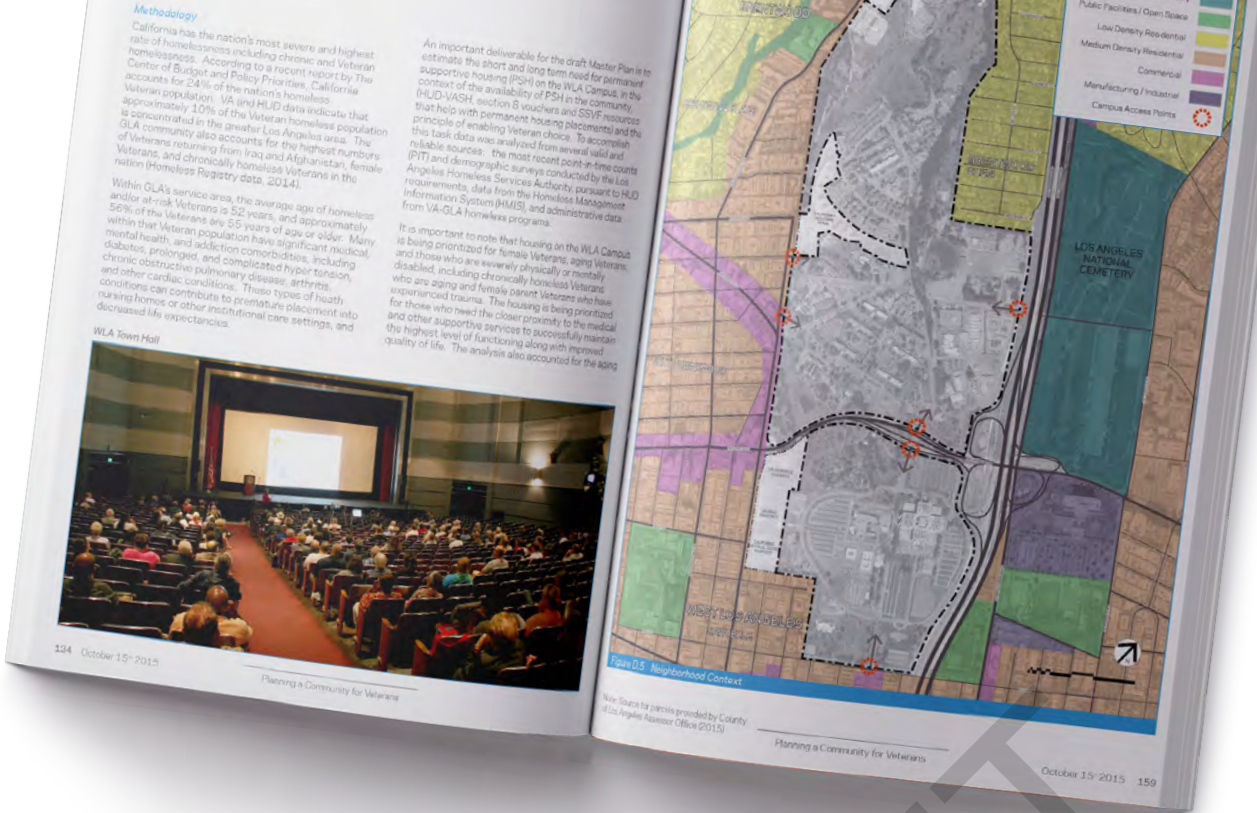 Methodology
California has the nation's most severe and highest
rate of homelessness including chronic and Veteran
homelessness. According to a recent report by The
Center of Budget and Policy Priorities, California
accounts for 24% of the nation's homeless
Veteran population. VA and HUD data indicate that
approximately 10% of the Veteran homeless population
is concentrated in the greater Los Angeles area. The
GLA community also accounts for the highest numbers
of Veterans returning from Iraq and Afghanistan, female
Veterans, and chronically homeless Veterans in the
nation (Homeless Registry data, 2014).
Within GLA's service area, the average age of homeless
and/or at-risk Veterans is 52 years, and approximately
56% of the Veterans are 55 years of age or older. Many
within that Veteran population have significant medical,
mental health, and addiction comorbidities, including
diabetes, prolonged, and complicated hyper tension,
chronic obstructive pulmonary disease, arthritis
and other cardiac conditions. These types of heath
conditions can contribute to premature placement into
nursing homes or other institutional care settings, and
decreased life expectancies.
WLA Town Hall
An important deliverable for the draft Master Plan is to
estimate the short and long term need for permanent
supportive housing (PSH) on the WLA Campus, in the
context of the availability of PSH in the community
(HUD-VASH, section 8 vouchers and SSVF resources
that help with permanent housing placements) and the
principle of enabling Veteran choice. To accomplish
this task data was analyzed from several valid and
reliable sources: the most recent point-in-time counts
(PIT) and demographic surveys conducted by the Los
Angeles Homeless Services Authority, pursuant to HUD
requirements, data from the Homeless Management
Information System (HMIS), and administrative data
from VA-GLA homeless programs.
It is important to note that housing on the WLA Campus
is being prioritized for female Veterans, aging Veterans,
and those who are severely physically or mentally
disabled, including chronically homeless Veterans
who are aging and female parent Veterans who have
experienced trauma. The housing is being prioritized
for those who need the closer proximity to the medical
and other supportive services to successfully maintain
the highest level of functioning along with improved
quality of life. The analysis also accounted for the aging
134 October 15th 2015
Planning a Community for Veterans
BRENTWOOD
Public Facilities / Open Space
Low Density Residential
Medium Density Residential
Commercial
Manufacturing / Industrial
Campus Access Points
LOS ANGELES
NATIONAL
CEMETERY
WEST LOS ANGELES
Figure D.5 Neighborhood Context
Note: Source for parcels provided by County
of Los Angeles Assessor Office (2015)
Planning a Community for Veterans
October 15th 2015 159